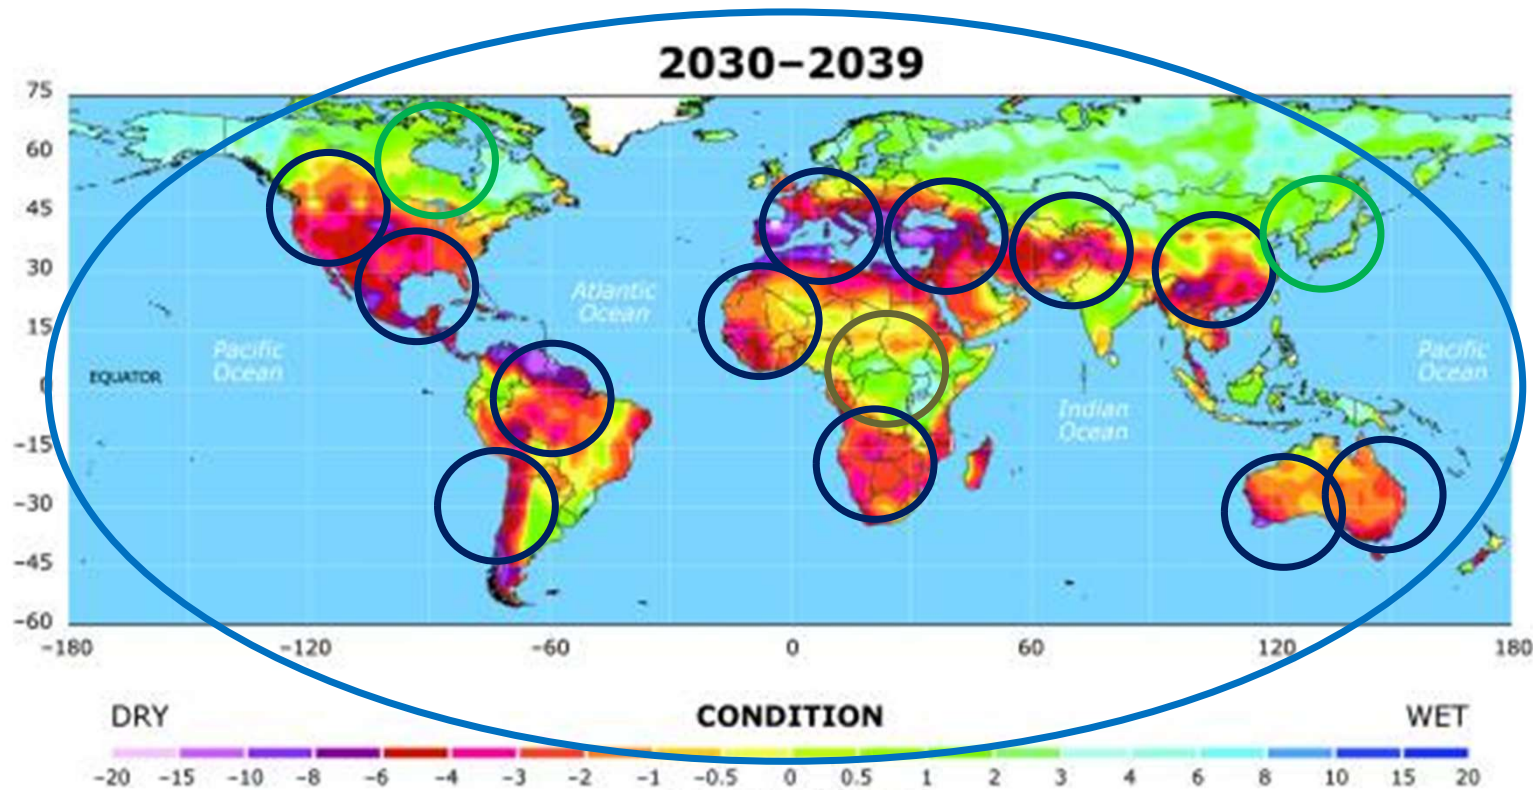 2030–2039
75
60
45
30
15
0
–15
–30
–45
–60
Atlantic
Ocean
Pacific
Ocean
EQUATOR
Indian
Ocean
Pacific
Ocean
–180 –120 –60 0 60 120 180
DRY CONDITION WET
–20 –15 –10 –8 –6 –4 –3 –2 –1 –0.5 0 0.5 1 2 3 4 6 8 10 15 20